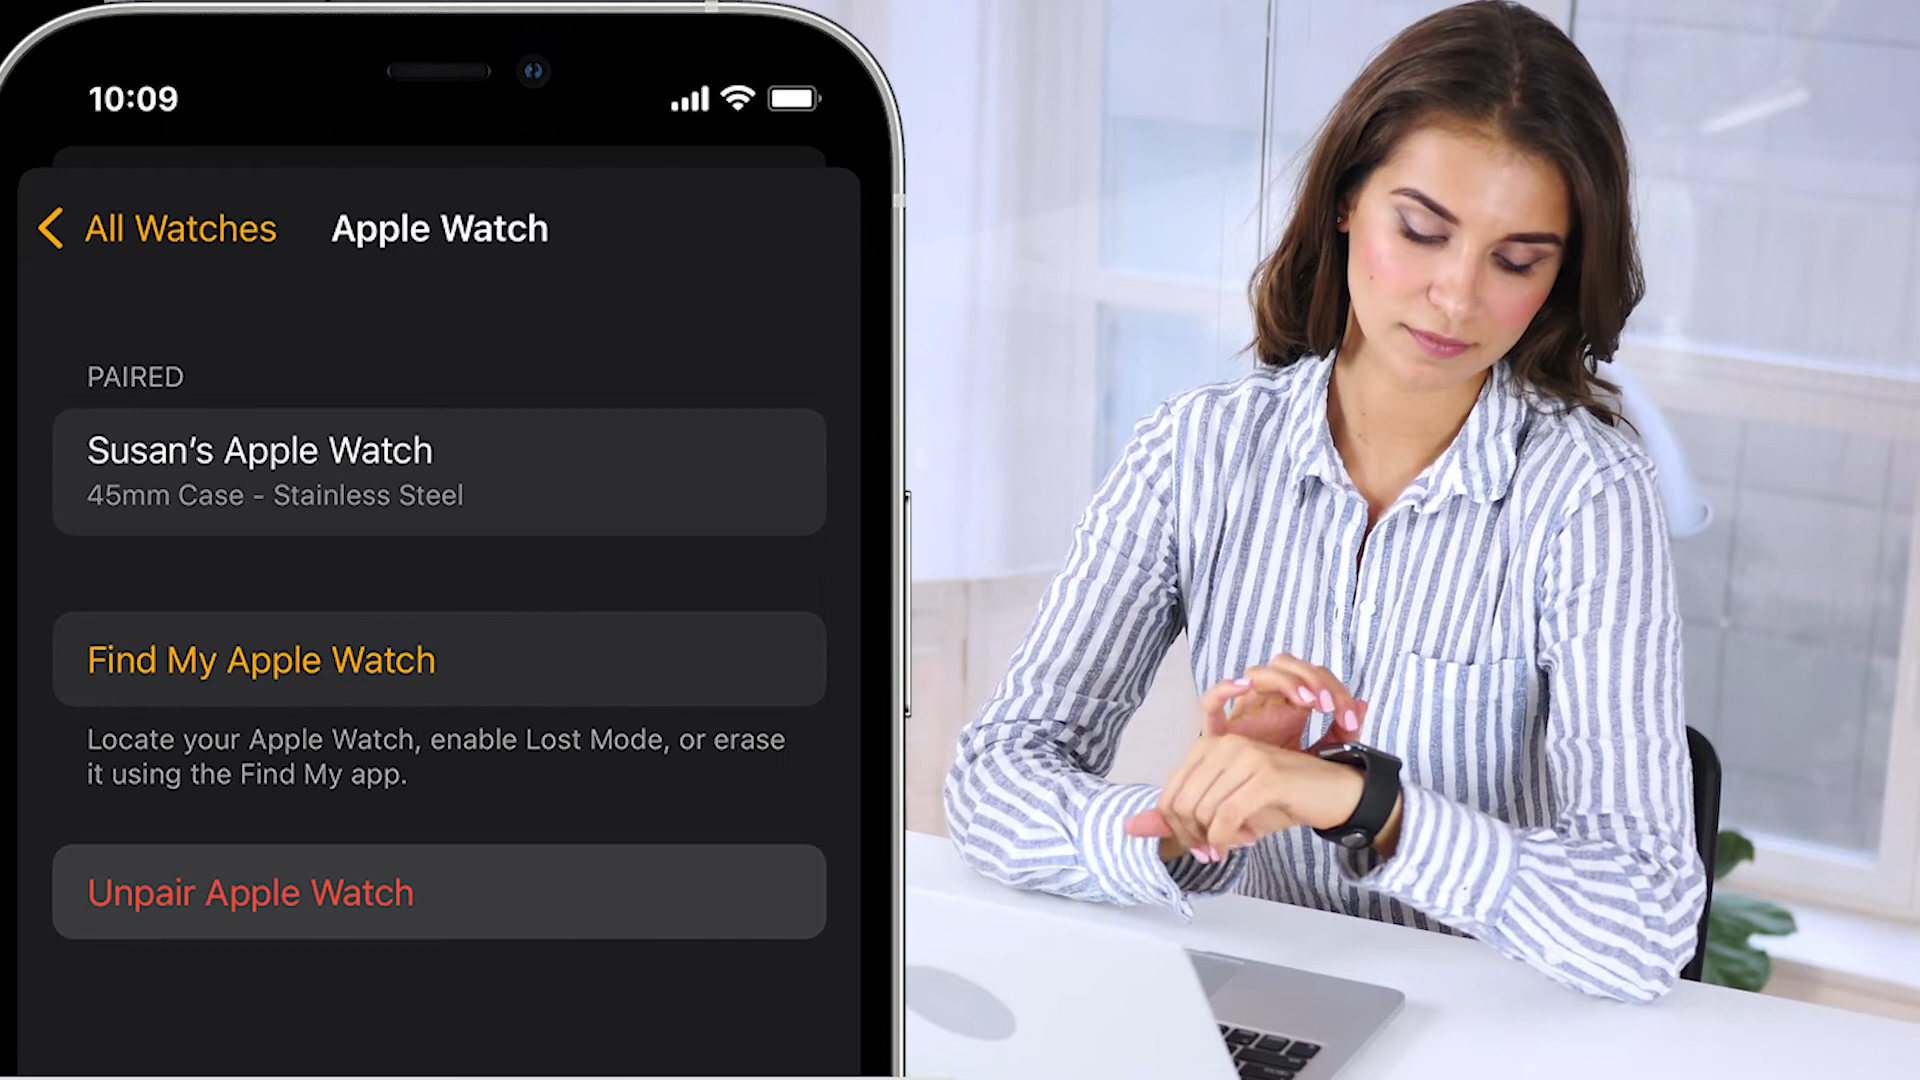 10:09
All Watches
Apple Watch
PAIRED
Susan’s Apple Watch
45mm Case - Stainless Steel
Find My Apple Watch
Locate your Apple Watch, enable Lost Mode, or erase
it using the Find My app.
Unpair Apple Watch